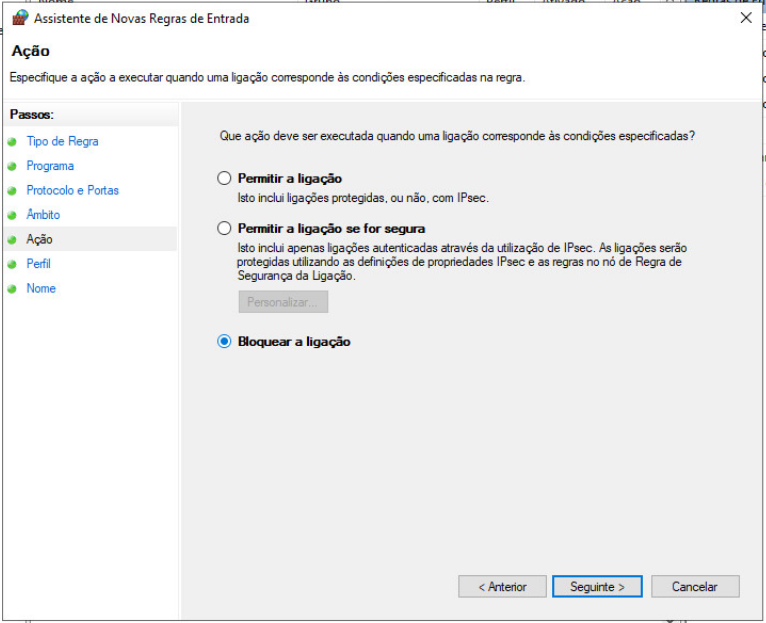 Assistente de Novas Regras de Entrada
Ação
Especifique a ação a executar quando uma ligação corresponde às condições especificadas na regra.
Passos:
Tipo de Regra
Programa
Protocolo e Portas
Âmbito
Ação
Perfil
Nome
Que ação deve ser executada quando uma ligação corresponde às condições especificadas?
Permitir a ligação
Isto inclui ligações protegidas, ou não, com IPsec.
Permitir a ligação se for segura
Isto inclui apenas ligações autenticadas através da utilização de IPsec. As ligações serão
protegidas utilizando as definições de propriedades IPsec e as regras no nó de Regra de
Segurança da Ligação.
Personalizar...
Bloquear a ligação
< Anterior
Seguinte >
Cancelar